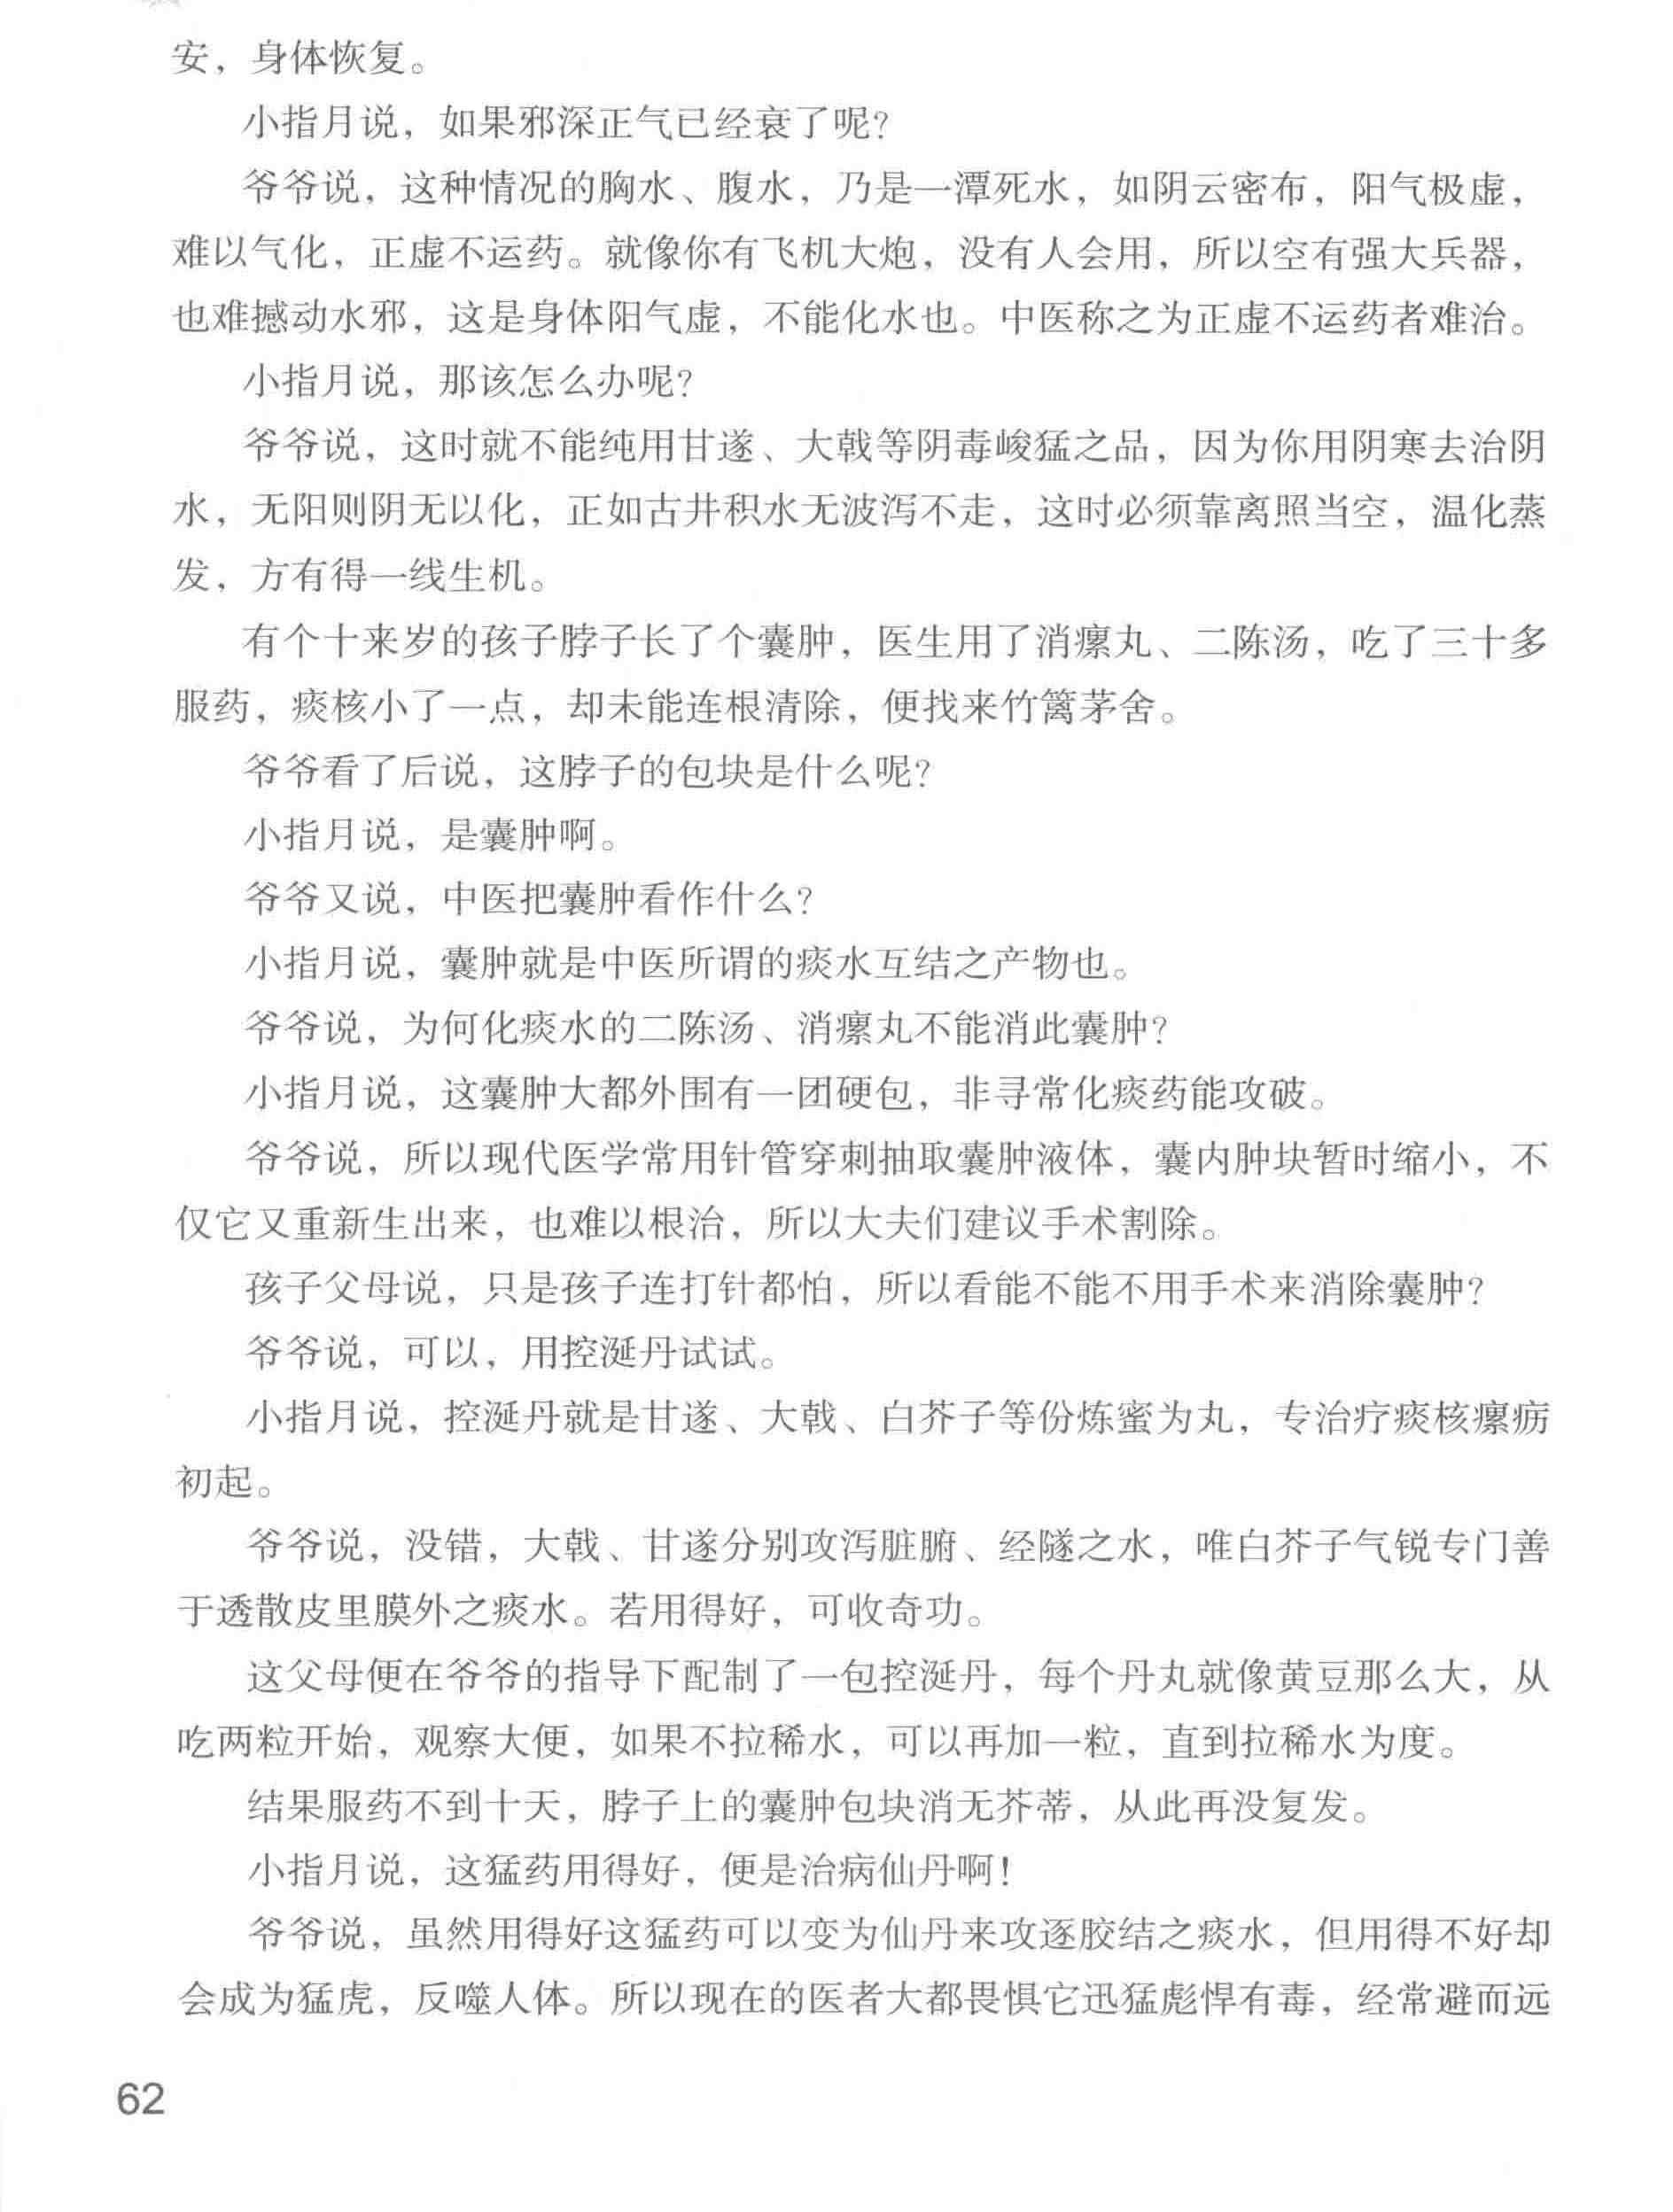 安，身体恢复。
小指月说，如果邪深正气已经衰了呢？
爷爷说，这种情况的胸水、腹水，乃是一潭死水，如阴云密布，阳气极虚，
难以气化，正虚不运药。就像你有飞机大炮，没有人会用，所以空有强大兵器，
也难撼动水邪，这是身体阳气虚，不能化水也。中医称之为正虚不运药者难治。
小指月说，那该怎么办呢？
爷爷说，这时就不能纯用甘遂、大戟等阴毒峻猛之品，因为你用阴寒去治阴
水，无阳则阴无以化，正如古井积水无波泻不走，这时必须靠离照当空，温化蒸
发，方有得一线生机。
有个十来岁的孩子脖子长了个囊肿，医生用了消瘰丸、二陈汤，吃了三十多
服药，痰核小了一点，却未能连根清除，便找来竹篱茅舍。
爷爷看了后说，这脖子的包块是什么呢？
小指月说，是囊肿啊。
爷爷又说，中医把囊肿看作什么？
小指月说，囊肿就是中医所谓的痰水互结之产物也。
爷爷说，为何化痰水的二陈汤、消瘰丸不能消此囊肿？
小指月说，这囊肿大都外围有一团硬包，非寻常化痰药能攻破。
爷爷说，所以现代医学常用针管穿刺抽取囊肿液体，囊内肿块暂时缩小，不
仅它又重新生出来，也难以根治，所以大夫们建议手术割除。
孩子父母说，只是孩子连打针都怕，所以看能不能不用手术来消除囊肿？
爷爷说，可以，用控涎丹试试。
小指月说，控涎丹就是甘遂、大戟、白芥子等份炼蜜为丸，专治疗痰核瘰疬
初起。
爷爷说，没错，大戟、甘遂分别攻泻脏腑、经隧之水，唯白芥子气锐专门善
于透散皮里膜外之痰水。若用得好，可收奇功。
这父母便在爷爷的指导下配制了一包控涎丹，每个丹丸就像黄豆那么大，从
吃两粒开始，观察大便，如果不拉稀水，可以再加一粒，直到拉稀水为度。
结果服药不到十天，脖子上的囊肿包块消无芥蒂，从此再没复发。
小指月说，这猛药用得好，便是治病仙丹啊！
爷爷说，虽然用得好这猛药可以变为仙丹来攻逐胶结之痰水，但用得不好却
会成为猛虎，反噬人体。所以现在的医者大都畏惧它迅猛彪悍有毒，经常避而远
62